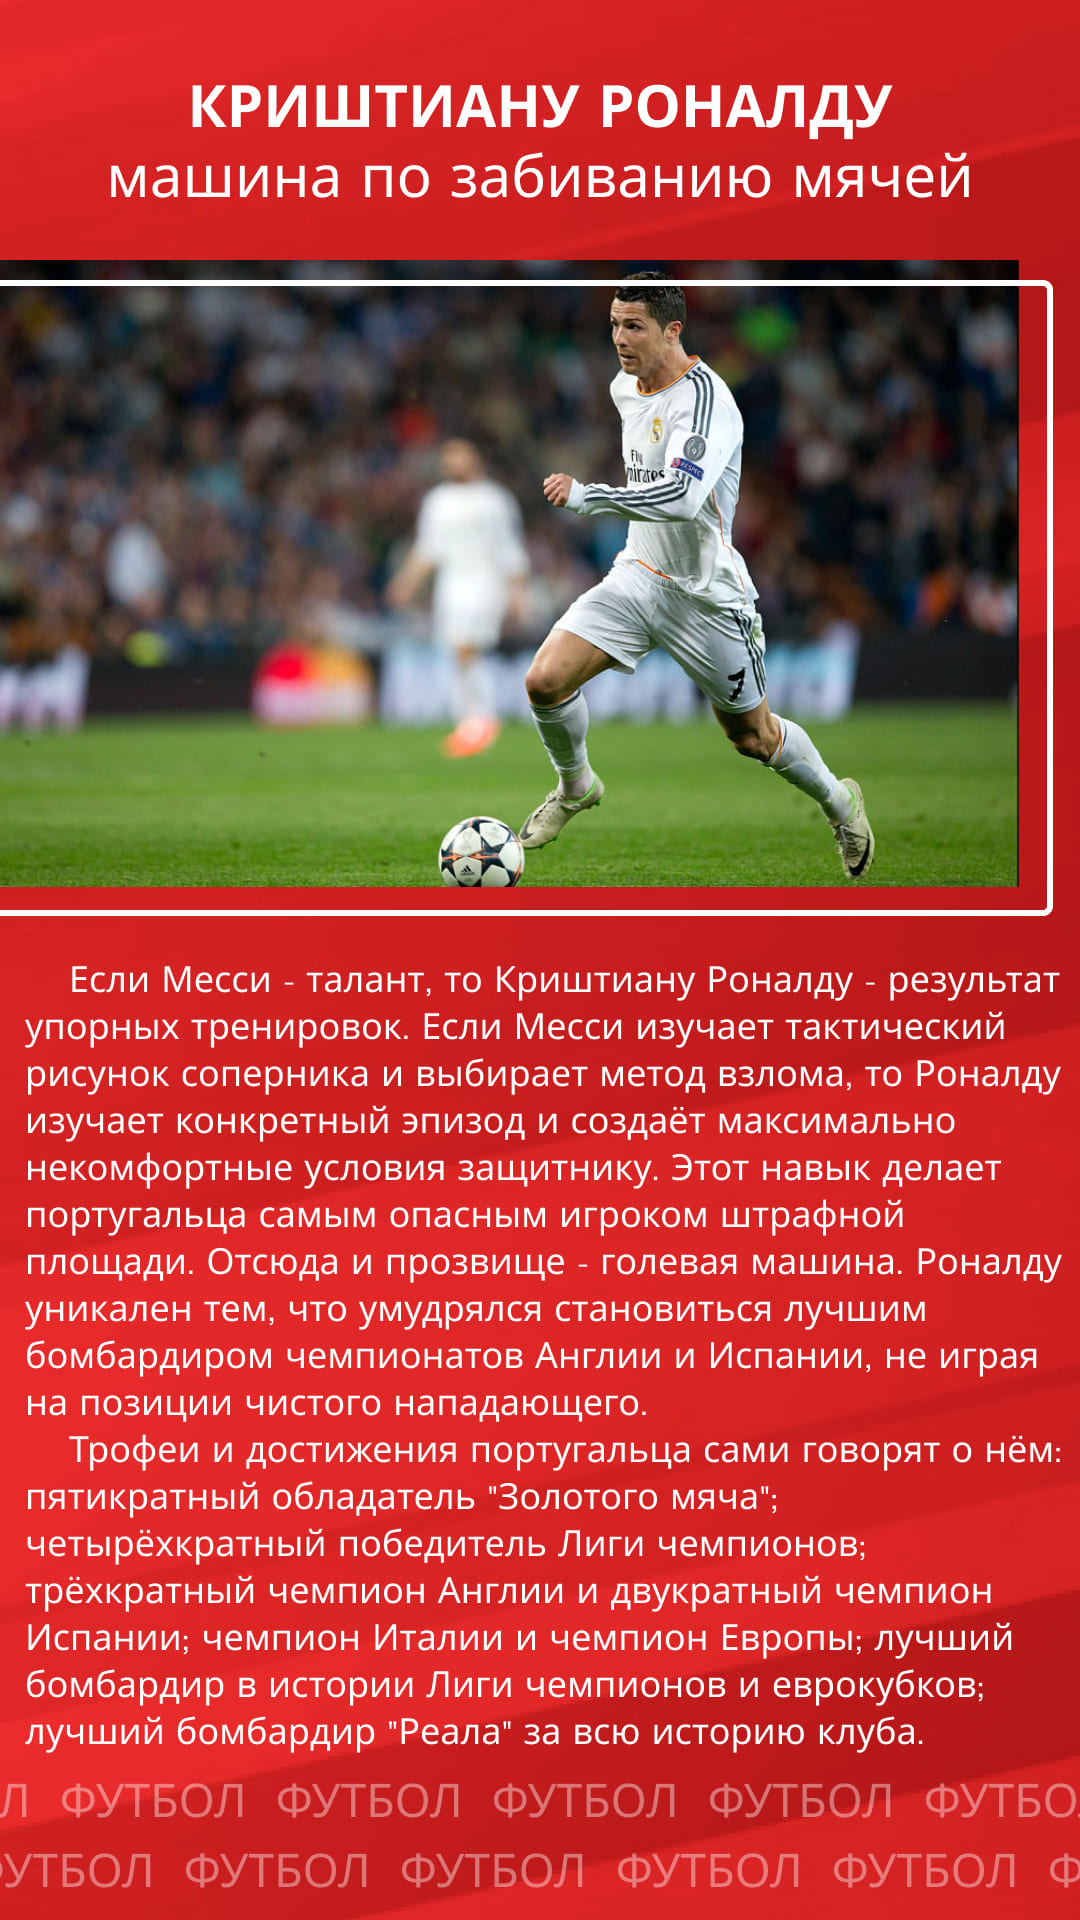 КРИШТИАНУ РОНАЛДУ
машина по забиванию мячей
Fly
Emirates
RESPECT
7
Если Месси - талант, то Криштиану Роналду - результат
упорных тренировок. Если Месси изучает тактический
рисунок соперника и выбирает метод взлома, то Роналду
изучает конкретный эпизод и создаёт максимально
некомфортные условия защитнику. Этот навык делает
португальца самым опасным игроком штрафной
площади. Отсюда и прозвище - голевая машина. Роналду
уникален тем, что умудрялся становиться лучшим
бомбардиром чемпионатов Англии и Испании, не играя
на позиции чистого нападающего.
Трофеи и достижения португальца сами говорят о нём:
пятикратный обладатель "Золотого мяча";
четырёхкратный победитель Лиги чемпионов;
трёхкратный чемпион Англии и двукратный чемпион
Испании; чемпион Италии и чемпион Европы; лучший
бомбардир в истории Лиги чемпионов и еврокубков;
лучший бомбардир "Реала" за всю историю клуба.
Л ФУТБОЛ ФУТБОЛ ФУТБОЛ ФУТБОЛ ФУТБО
УТБОЛ ФУТБОЛ ФУТБОЛ ФУТБОЛ ФУТБОЛ Ф